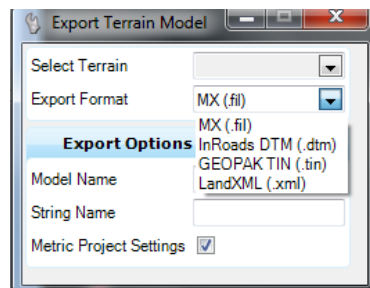 Export Terrain Model
Select Terrain
Export Format MX (.fil)
MX (.fil)
InRoads DTM (.dtm)
GEOPAK TIN (.tin)
LandXML (.xml)
Export Options
Model Name
String Name
Metric Project Settings